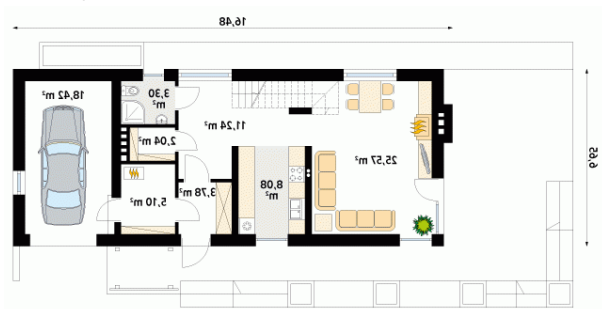 16,48
18,42 m²
3,30
m²
11,24 m²
2,04 m²
25,57 m²
9,65
8,08
m²
3,78 m²
5,10 m²